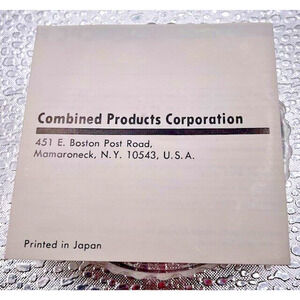 Combined Products Corporation
451 E. Boston Post Road,
Mamaroneck, N.Y. 10543, U.S.A.
Printed in Japan